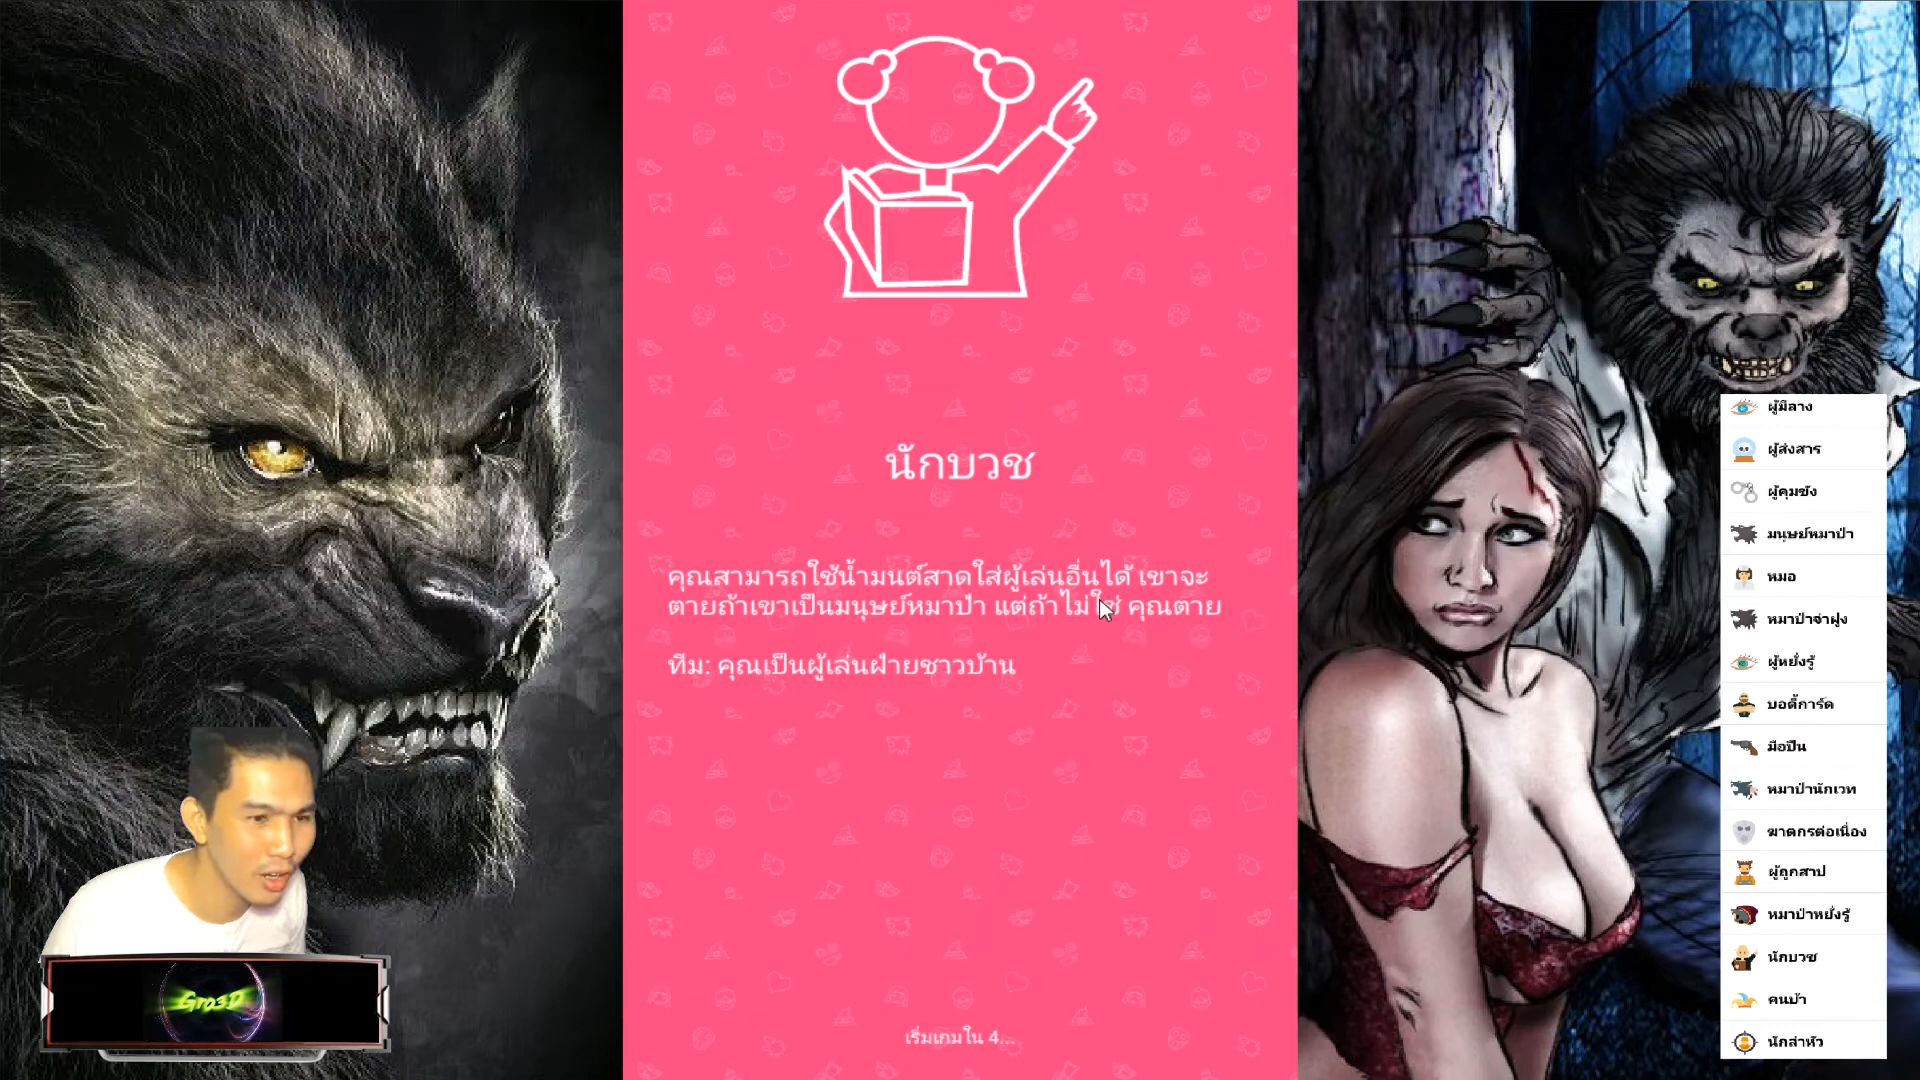 นักบวช
คุณสามารถใช้น้ำมนต์สาดใส่ผู้เล่นอื่นได้ เขาจะ
ตายถ้าเขาเป็นมนุษย์หมาป่า แต่ถ้าไม่ใช่ คุณตาย
ทีม: คุณเป็นผู้เล่นฝ่ายชาวบ้าน
เริ่มเกมใน 4...
ผู้มีลาง
ผู้ส่งสาร
ผู้คุมขัง
มนุษย์หมาป่า
หมอ
หมาป่าจ่าฝูง
ผู้หยั่งรู้
บอดี้การ์ด
มือปืน
หมาป่านักเวท
ฆาตกรต่อเนื่อง
ผู้ถูกสาป
หมาป่าหยั่งรู้
นักบวช
คนบ้า
นักล่าหัว
Gro3D